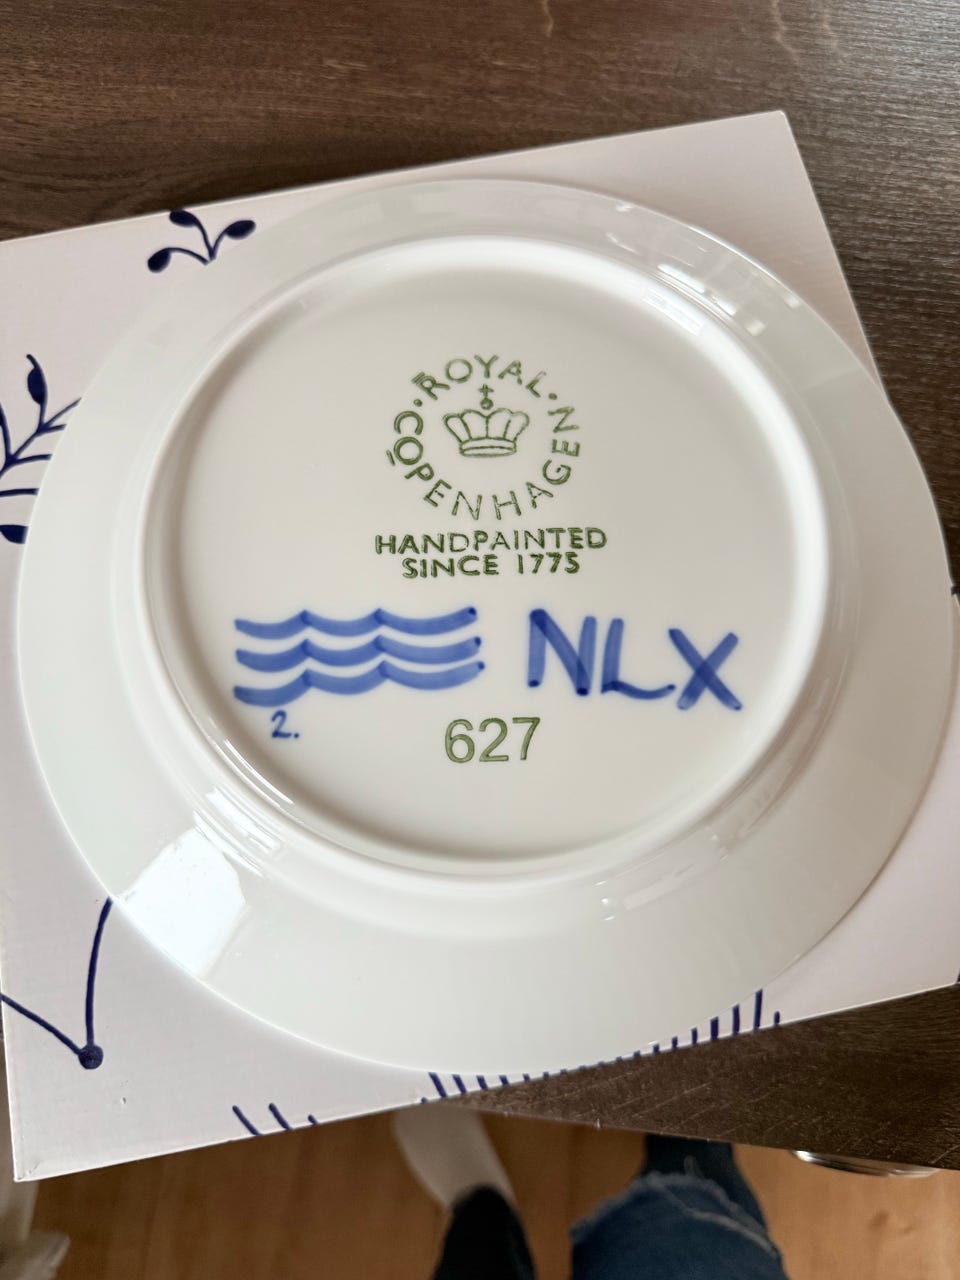 ROYAL
COPENHAGEN
HANDPAINTED
SINCE 1775
NLX
2.
627